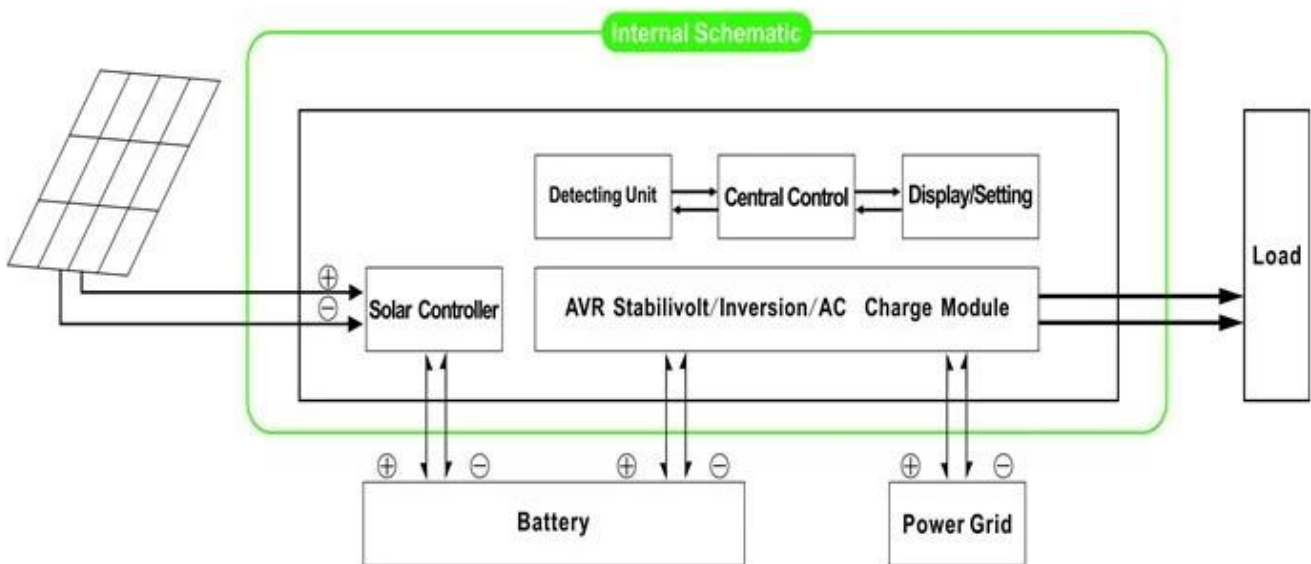 Internal Schematic
Detecting Unit
Central Control
Display/Setting
Load
⊕
⊖
Solar Controller
AVR Stabilivolt/Inversion/AC Charge Module
⊕ ⊖ ⊕ ⊖ ⊕ ⊖
Battery
Power Grid